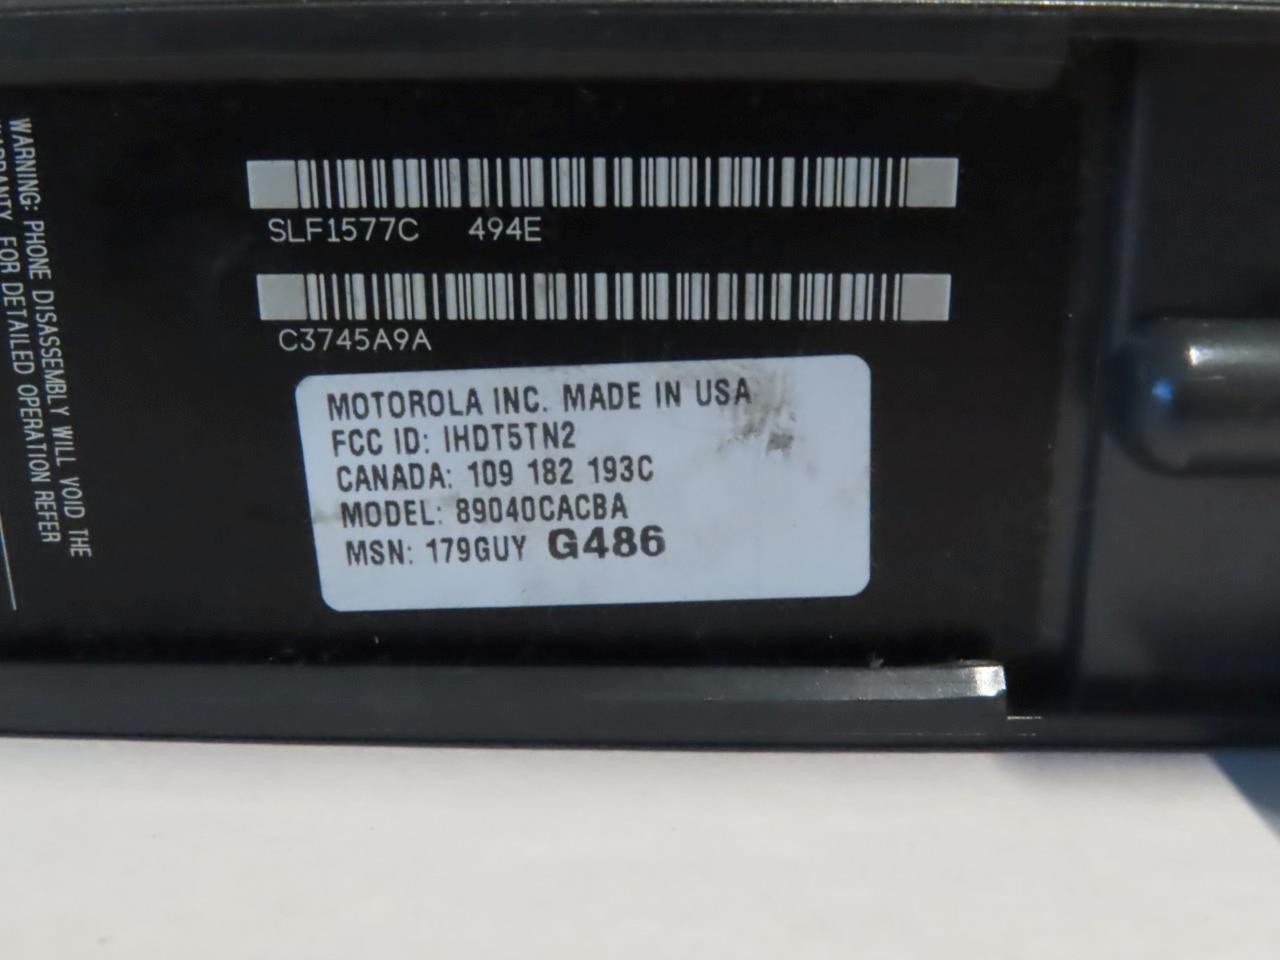 WARNING: PHONE DISASSEMBLY WILL VOID THE
WARRANTY FOR DETAILED OPERATION REFER
SLF1577C 494E
C3745A9A
MOTOROLA INC. MADE IN USA
FCC ID: IHDT5TN2
CANADA: 109 182 193C
MODEL: 89040CACBA
MSN: 179GUY G486